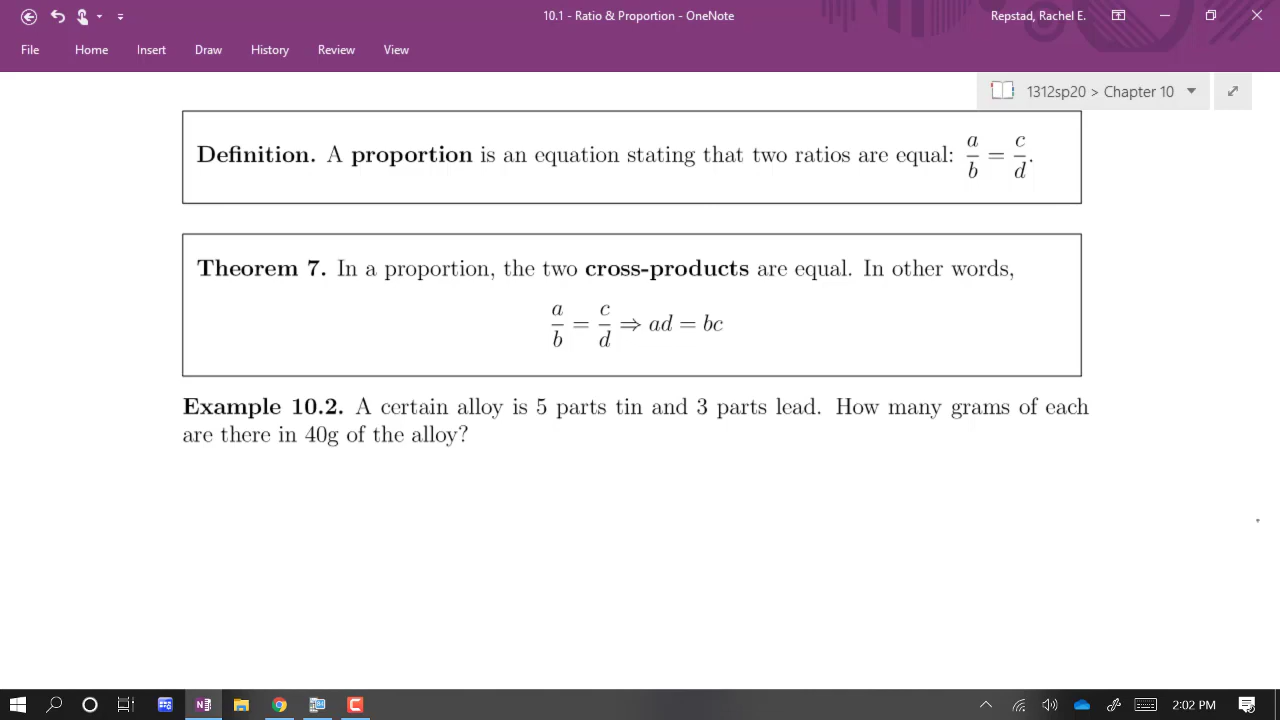 10.1 - Ratio & Proportion - OneNote
Repstad, Rachel E.
File Home Insert Draw History Review View
1312sp20 > Chapter 10
Definition. A proportion is an equation stating that two ratios are equal: a/b = c/d.
Theorem 7. In a proportion, the two cross-products are equal. In other words,
a/b = c/d ⇒ ad = bc
Example 10.2. A certain alloy is 5 parts tin and 3 parts lead. How many grams of each
are there in 40g of the alloy?
2:02 PM